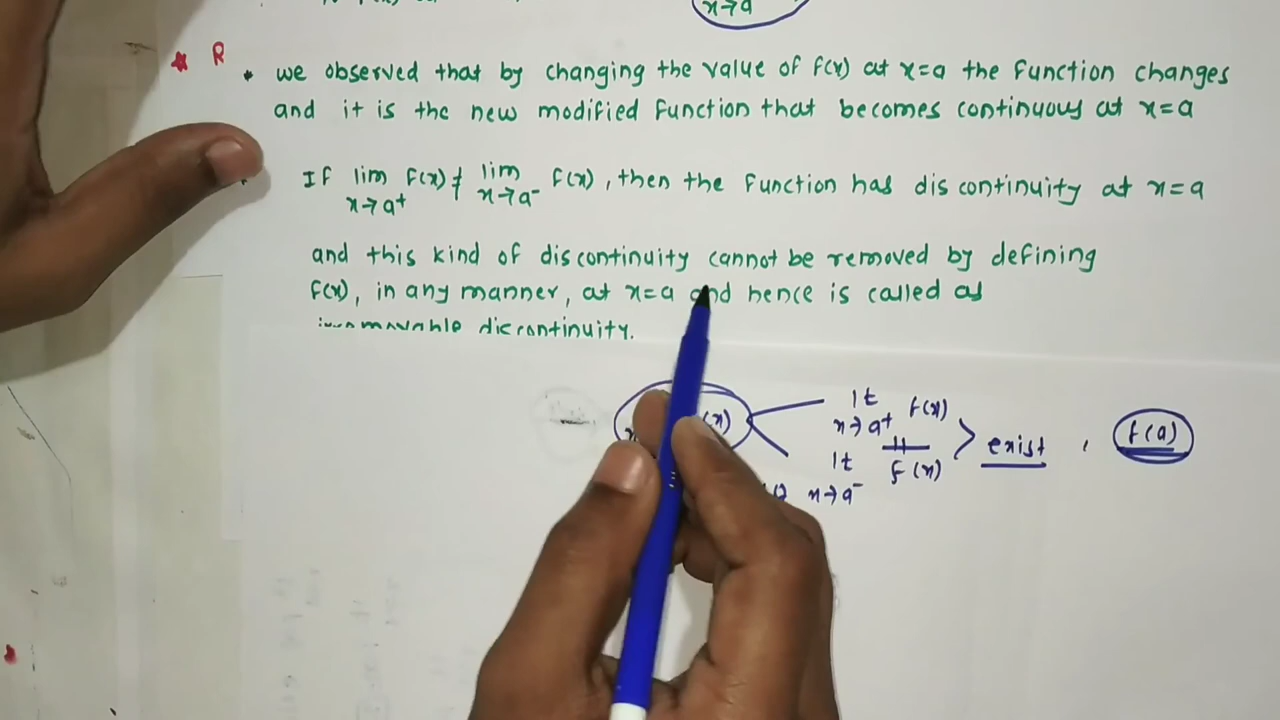 x→a
R
* we observed that by changing the value of f(x) at x=a the function changes
and it is the new modified function that becomes continuous at x=a
If lim x→a⁺ f(x) ≠ lim x→a⁻ f(x), then the function has discontinuity at x=a
and this kind of discontinuity cannot be removed by defining
f(x), in any manner, at x=a and hence is called as
discontinuity.
(x) lt x→a⁺ f(x)
|| exist, f(a)
lt x→a⁻ f(x)